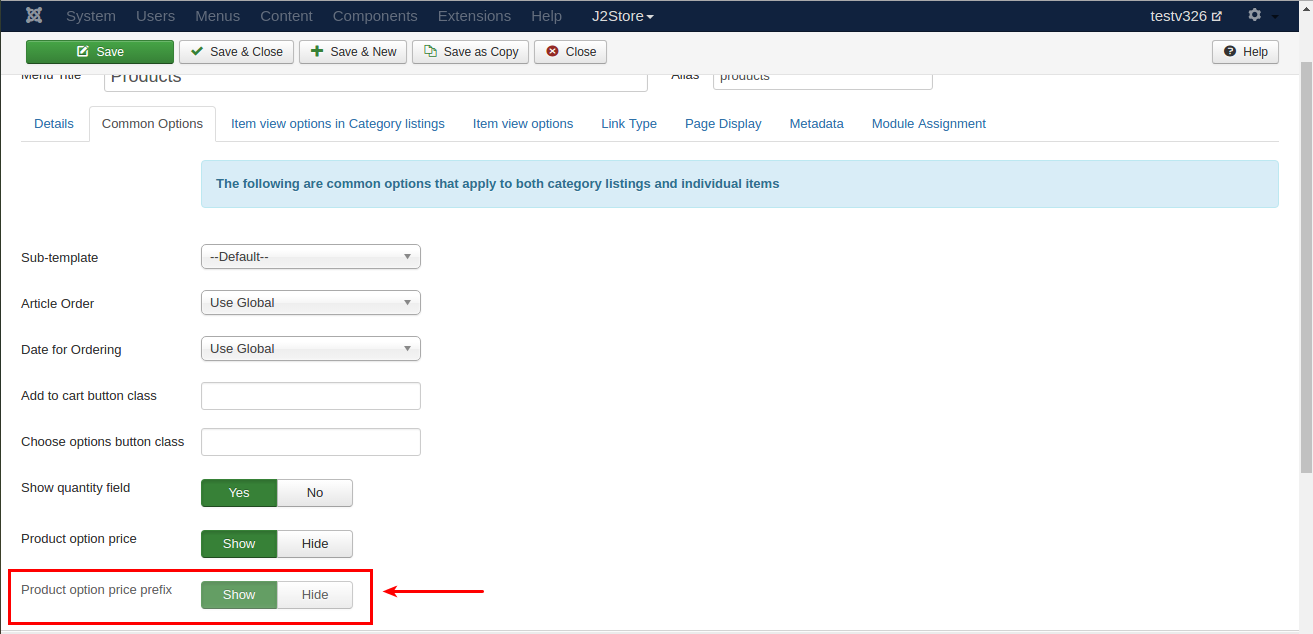 System Users Menus Content Components Extensions Help J2Store testv326
Save Save & Close Save & New Save as Copy Close Help
Menu Title Products Alias products
Details Common Options Item view options in Category listings Item view options Link Type Page Display Metadata Module Assignment
The following are common options that apply to both category listings and individual items
Sub-template --Default--
Article Order Use Global
Date for Ordering Use Global
Add to cart button class
Choose options button class
Show quantity field Yes No
Product option price Show Hide
Product option price prefix Show Hide